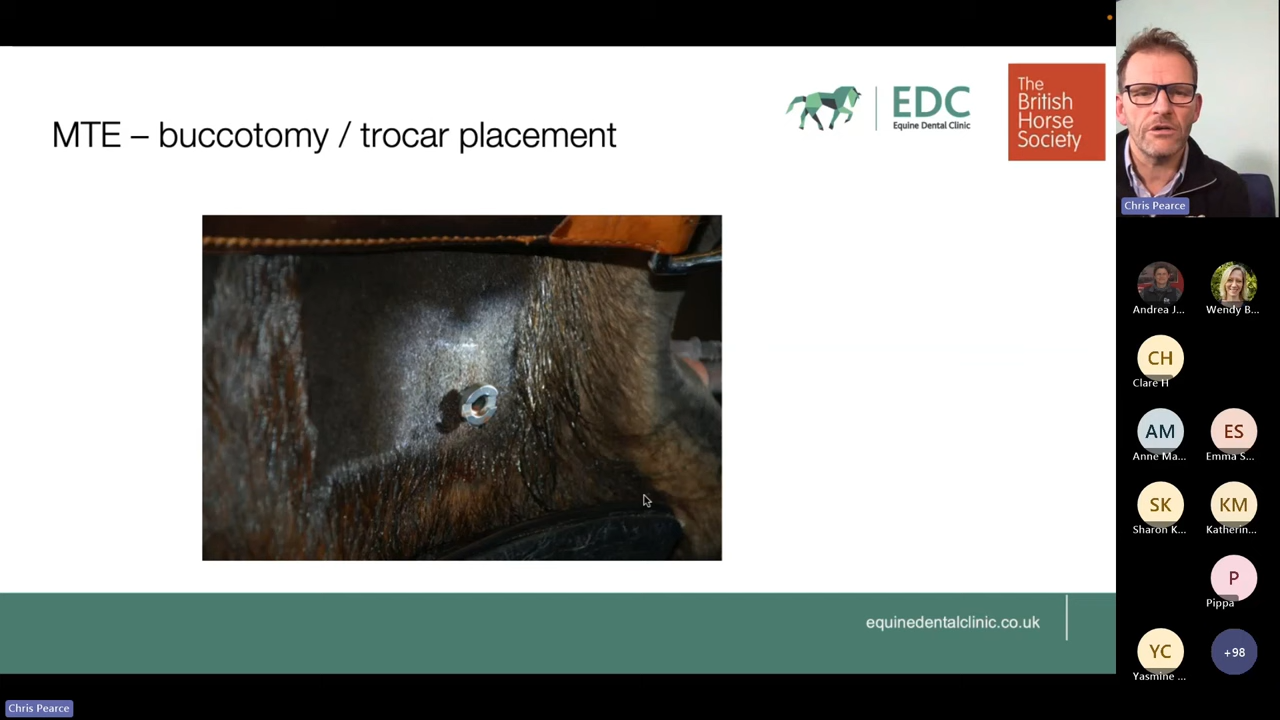 MTE – buccotomy / trocar placement
EDC
Equine Dental Clinic
The
British
Horse
Society
equinedentalclinic.co.uk
Chris Pearce
Andrea J...
Wendy B...
CH
Clare H
AM
Anne Ma...
ES
Emma S...
SK
Sharon K...
KM
Katherin...
P
Pippa
YC
Yasmine ...
+98
Chris Pearce